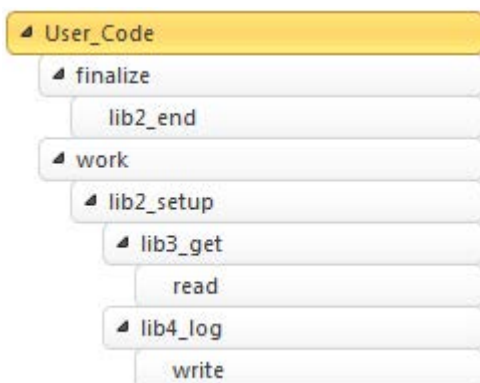 User_Code
finalize
lib2_end
work
lib2_setup
lib3_get
read
lib4_log
write